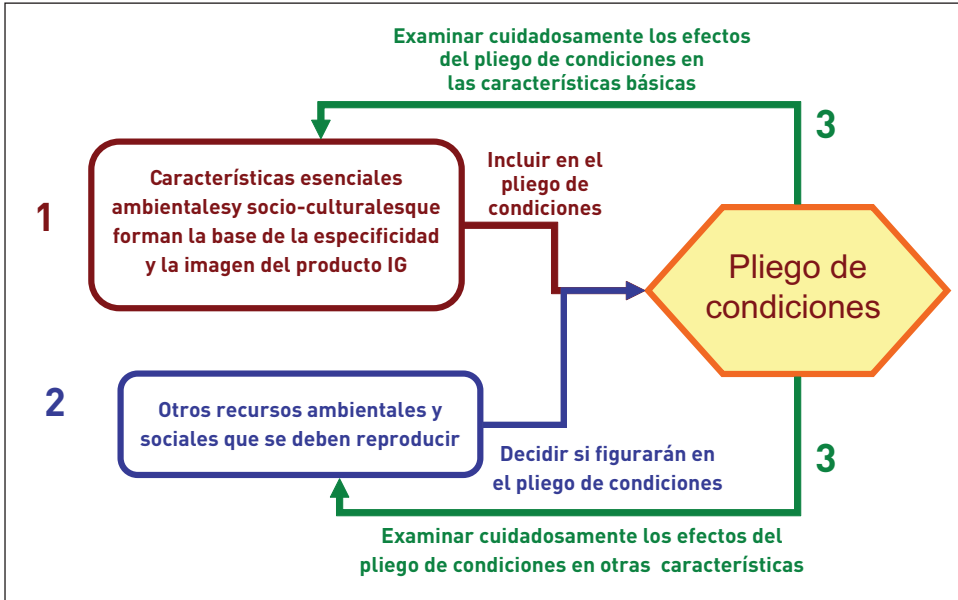 Examinar cuidadosamente los efectos
del pliego de condiciones en
las características básicas
3
1
Características esenciales
ambientalesy socio-culturalesque
forman la base de la especificidad
y la imagen del producto IG
Incluir en el
pliego de
condiciones
Pliego de
condiciones
2
Otros recursos ambientales y
sociales que se deben reproducir
Decidir si figurarán en
el pliego de condiciones
3
Examinar cuidadosamente los efectos del
pliego de condiciones en otras características